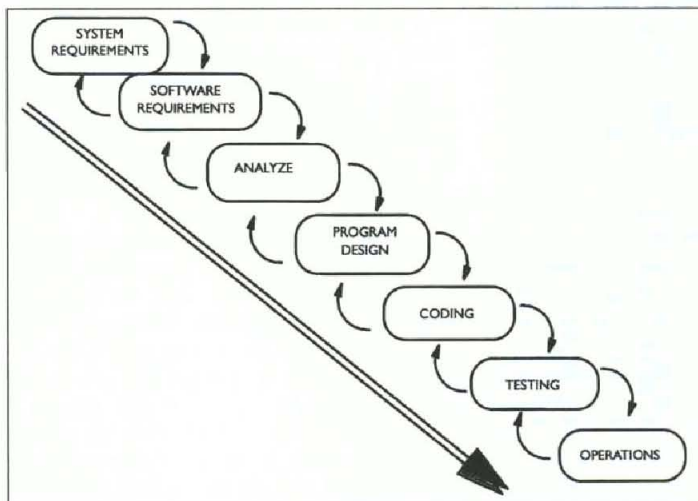 SYSTEM
REQUIREMENTS
SOFTWARE
REQUIREMENTS
ANALYZE
PROGRAM
DESIGN
CODING
TESTING
OPERATIONS